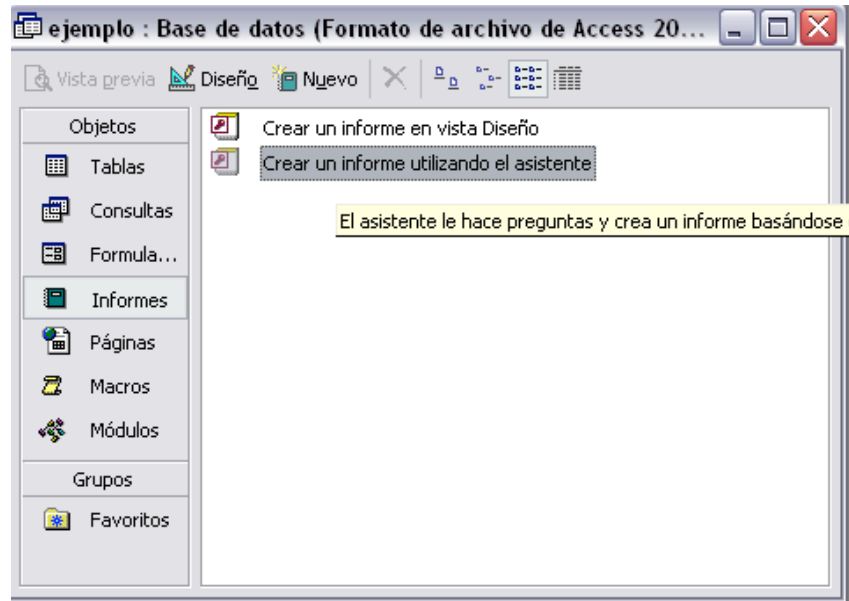 ejemplo : Base de datos (Formato de archivo de Access 20...
Vista previa Diseño Nuevo
Objetos
Tablas
Consultas
Formula...
Informes
Páginas
Macros
Módulos
Grupos
Favoritos
Crear un informe en vista Diseño
Crear un informe utilizando el asistente
El asistente le hace preguntas y crea un informe basándose